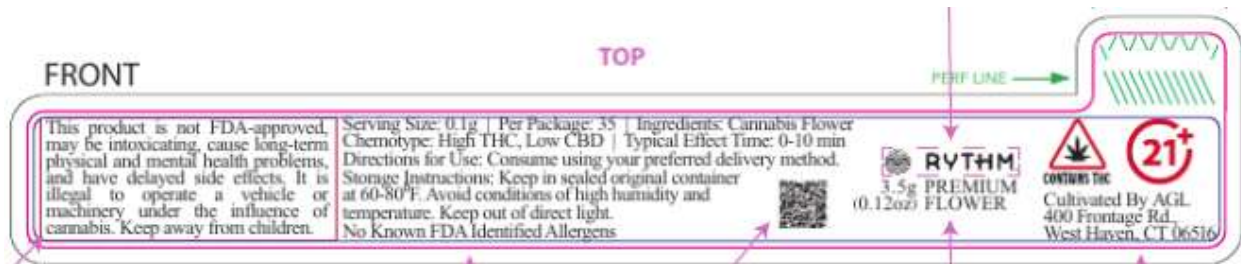 TOP
FRONT
PERF LINE
This product is not FDA-approved,
may be intoxicating, cause long-term
physical and mental health problems,
and have delayed side effects. It is
illegal to operate a vehicle or
machinery under the influence of
cannabis. Keep away from children.
Serving Size: 0.1g | Per Package: 35 | Ingredients: Cannabis Flower
Chemotype: High THC, Low CBD | Typical Effect Time: 0-10 min
Directions for Use: Consume using your preferred delivery method.
Storage Instructions: Keep in sealed original container
at 60-80°F. Avoid conditions of high humidity and
temperature. Keep out of direct light.
No Known FDA Identified Allergens
RYTHM
3.5g PREMIUM
(0.12oz) FLOWER
CONTAINS THC
21+
Cultivated By AGL
400 Frontage Rd
West Haven, CT 06516